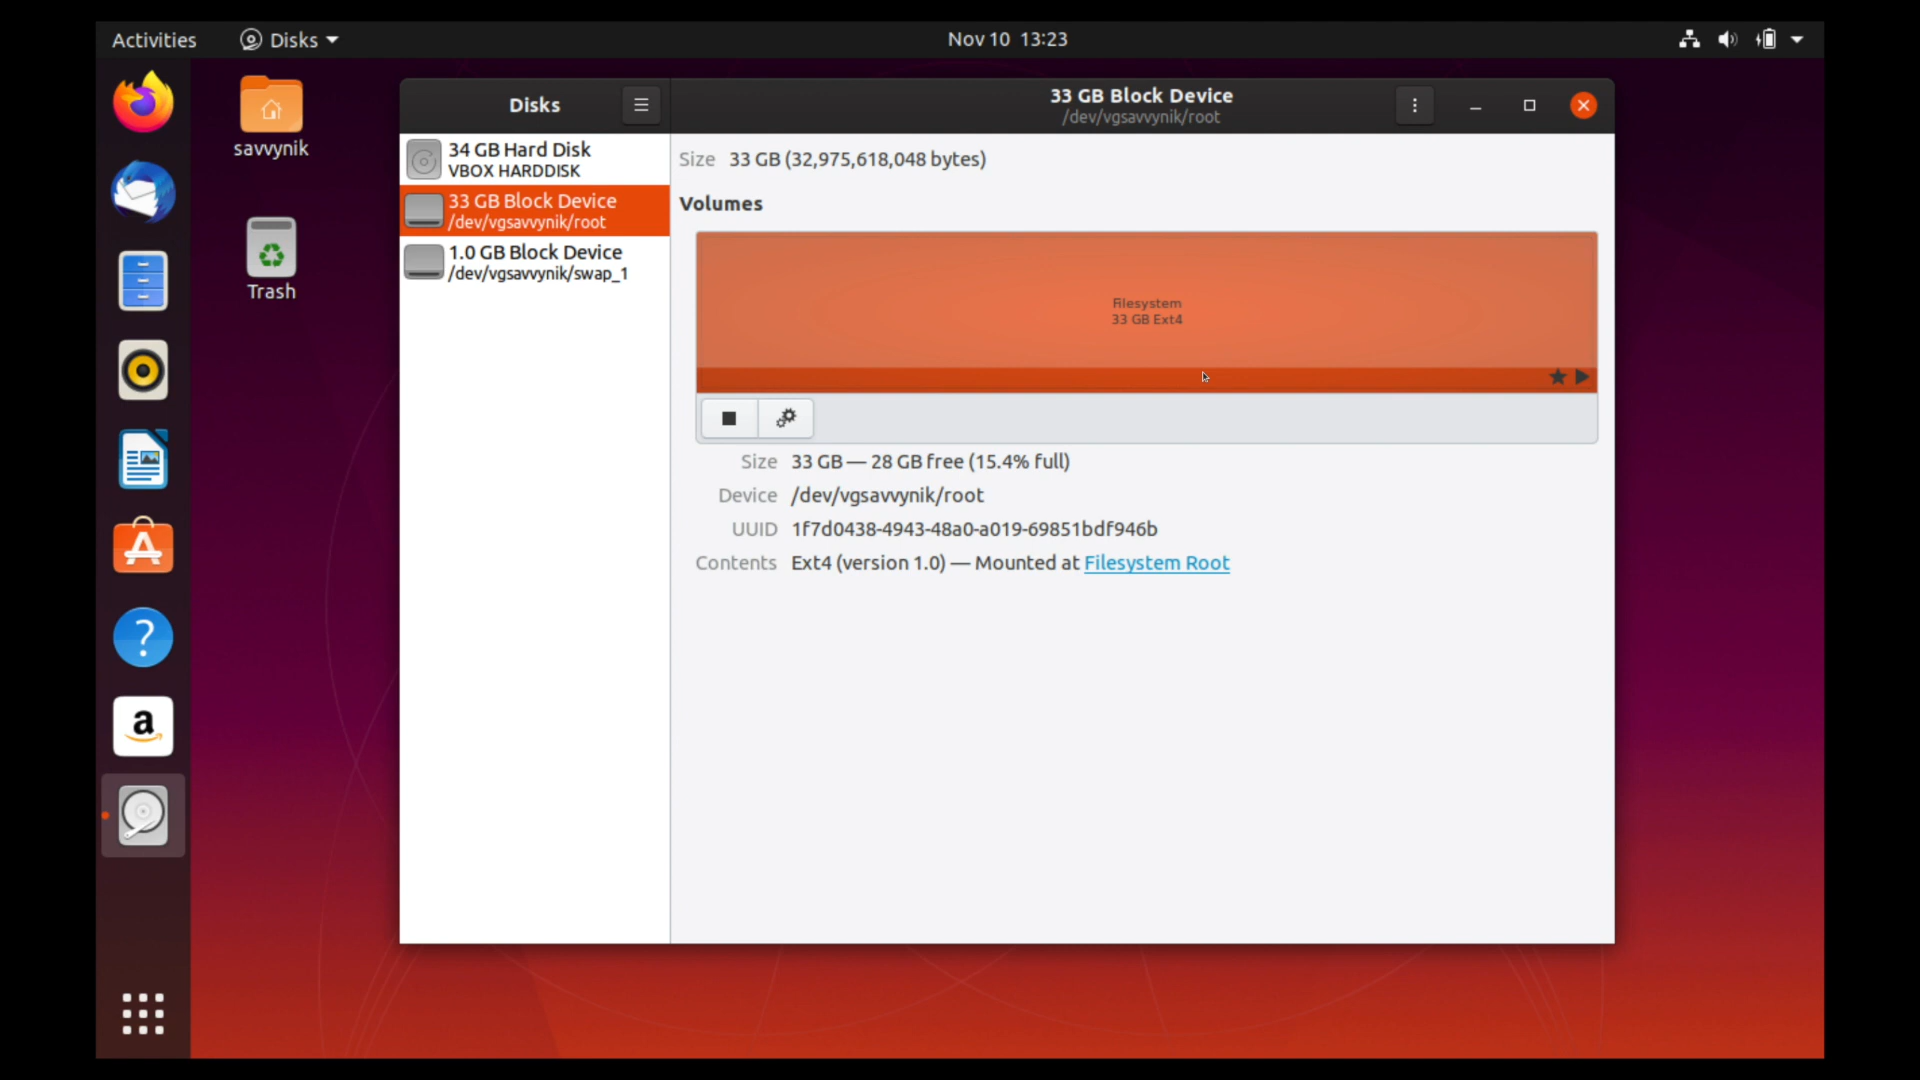 Activities
Disks
Nov 10 13:23
savvynik
Trash
Disks
33 GB Block Device
/dev/vgsavvynik/root
34 GB Hard Disk
VBOX HARDDISK
33 GB Block Device
/dev/vgsavvynik/root
1.0 GB Block Device
/dev/vgsavvynik/swap_1
Size 33 GB (32,975,618,048 bytes)
Volumes
Filesystem
33 GB Ext4
Size 33 GB — 28 GB free (15.4% full)
Device /dev/vgsavvynik/root
UUID 1f7d0438-4943-48a0-a019-69851bdf946b
Contents Ext4 (version 1.0) — Mounted at Filesystem Root
?
a